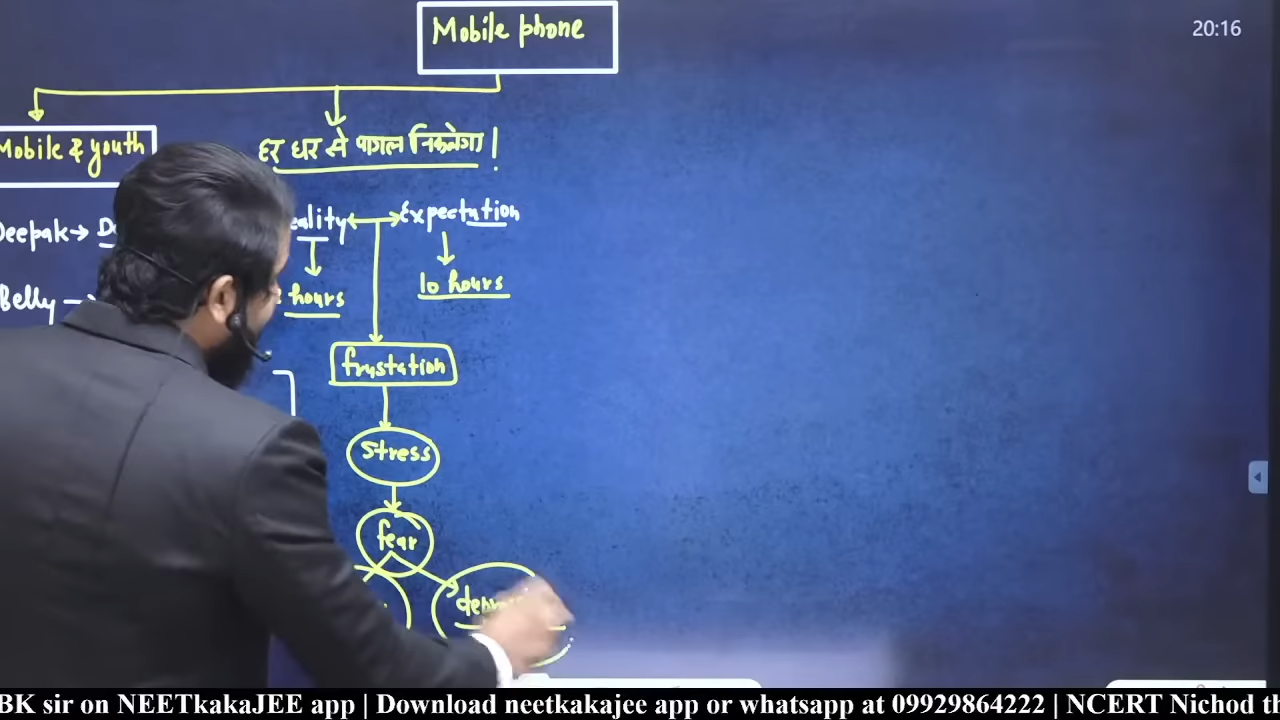 Mobile phone
20:16
Mobile & youth
हर घर से पागल निकलेगा!
Deepak →
eality ↔ Expectation
hours
10 hours
Belly →
frustation
Stress
fear
BK sir on NEETkakaJEE app | Download neetkakajee app or whatsapp at 09929864222 | NCERT Nichod th